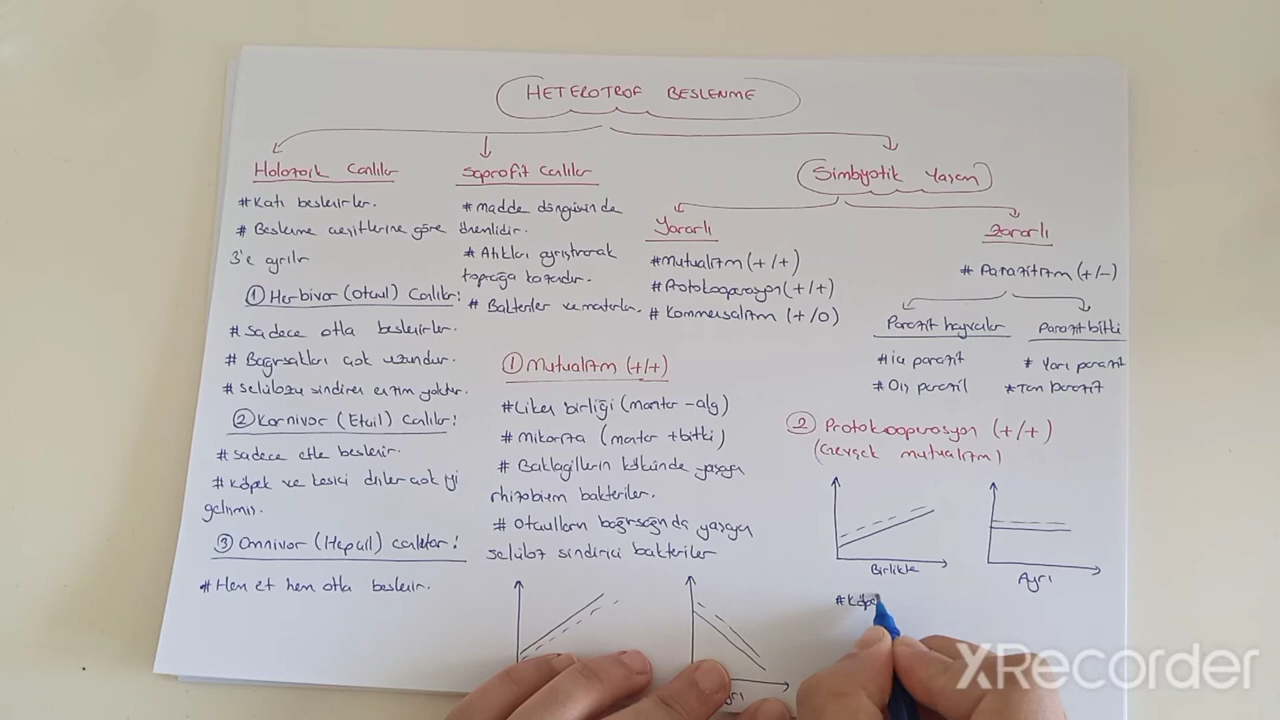 HETEROTROF BESLENME
Holozoik Canlılar
#Katı beslenirler.
# Beslenme çeşitlerine göre
3'e ayrılır
① Herbivor (Otçul) Canlılar:
# Sadece otla beslenirler.
# Bağırsakları çok uzundur.
# Selülozu sindiren enzim yoktur.
② Karnivor (Etçil) Canlılar:
# Sadece etle beslenir.
# Köpek ve kesici dişler çok iyi
gelişmiş.
③ Omnivor (Hepçil) canlılar:
# Hem et hem otla beslenir.
Saprofit Canlılar
# madde döngüsünde
önemlidir.
# Atıkları ayrıştırarak
toprağa kazandır.
# Bakteriler ve mantarlar.
Simbiyotik Yaşam
Yararlı
#Mutualizm (+/+)
#Protokooperasyon (+/+)
# Kommensalizm (+/0)
Zararlı
# Parazitizm (+/-)
Parazit hayvanlar
#iç parazit
#Dış parazit
Parazit bitki
* Yarı parazit
*Tam parazit
① Mutualizm (+/+)
#Liken birliği (mantar-alg)
# Mikoriza (mantar+bitki)
# Baklagillerin kökünde yaşayan
rhizobium bakteriler.
# Otçulların bağırsağında yaşayan
selüloz sindirici bakteriler
② Protokooperasyon (+/+)
(Gevşek mutualizm)
Birlikte
Ayrı
#Köpe
XRecorder